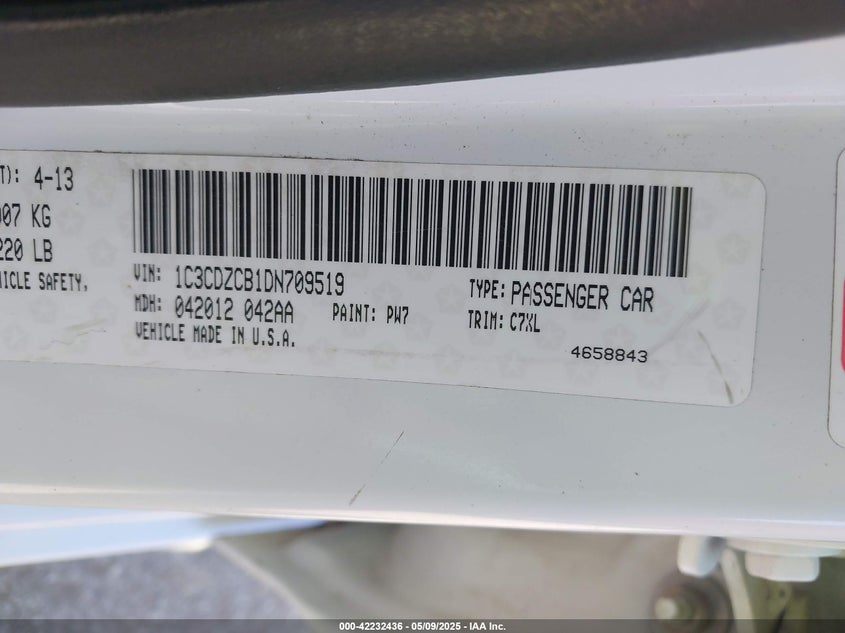 T): 4-13
007 KG
220 LB
HICLE SAFETY,
VIN: 1C3CDZCB1DN709519
MDH: 042012 042AA
PAINT: PW7
VEHICLE MADE IN U.S.A.
TYPE: PASSENGER CAR
TRIM: C7XL
4658843
000-42232436 - 05/09/2025 - IAA Inc.